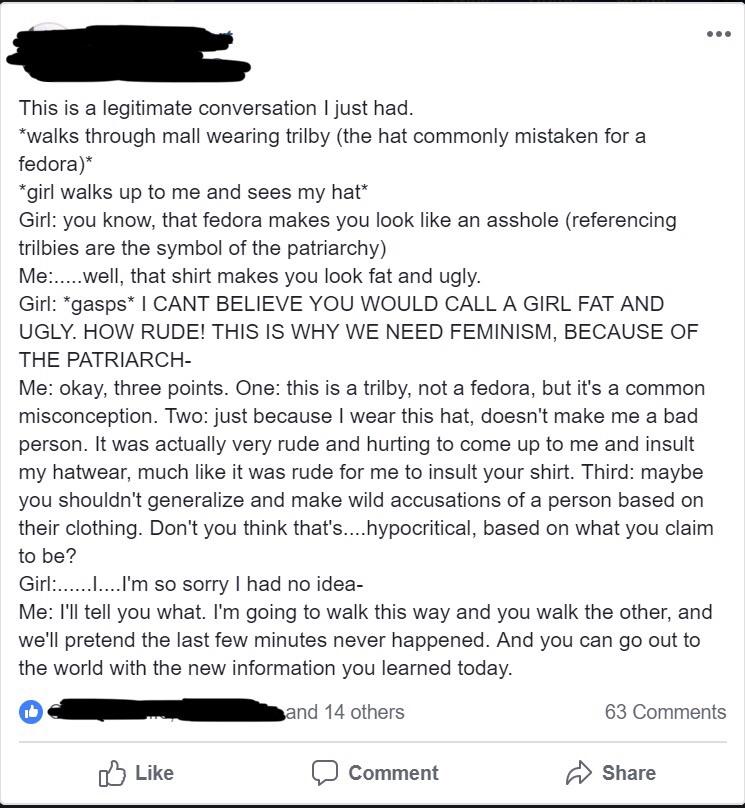 This is a legitimate conversation I just had.
*walks through mall wearing trilby (the hat commonly mistaken for a
fedora)*
*girl walks up to me and sees my hat*
Girl: you know, that fedora makes you look like an asshole (referencing
trilbies are the symbol of the patriarchy)
Me:.....well, that shirt makes you look fat and ugly.
Girl: *gasps* I CANT BELIEVE YOU WOULD CALL A GIRL FAT AND
UGLY. HOW RUDE! THIS IS WHY WE NEED FEMINISM, BECAUSE OF
THE PATRIARCH-
Me: okay, three points. One: this is a trilby, not a fedora, but it's a common
misconception. Two: just because I wear this hat, doesn't make me a bad
person. It was actually very rude and hurting to come up to me and insult
my hatwear, much like it was rude for me to insult your shirt. Third: maybe
you shouldn't generalize and make wild accusations of a person based on
their clothing. Don't you think that's....hypocritical, based on what you claim
to be?
Girl:......I....I'm so sorry I had no idea-
Me: I'll tell you what. I'm going to walk this way and you walk the other, and
we'll pretend the last few minutes never happened. And you can go out to
the world with the new information you learned today.
and 14 others 63 Comments
Like Comment Share